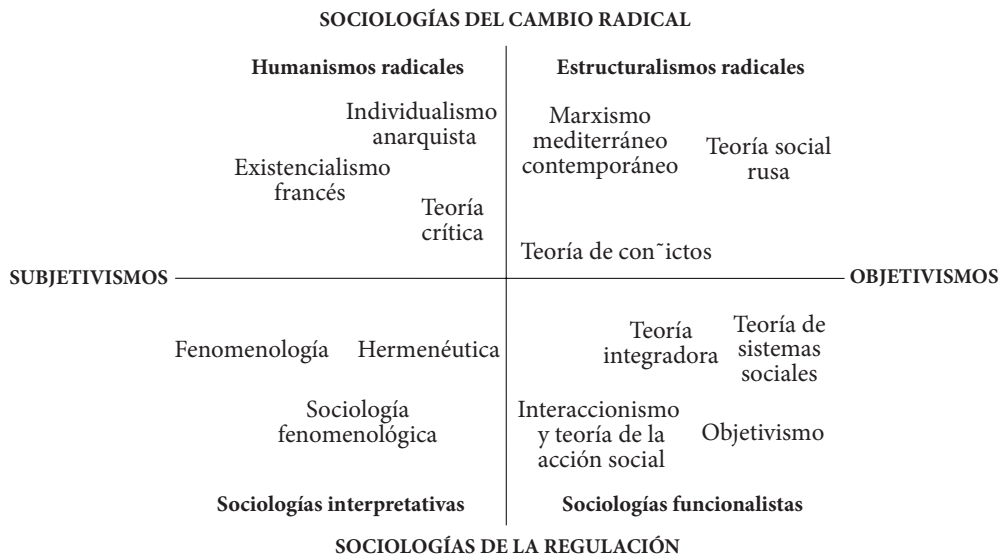 SOCIOLOGÍAS DEL CAMBIO RADICAL
Humanismos radicales
Estructuralismos radicales
Individualismo
anarquista
Existencialismo
francés
Teoría
crítica
Marxismo
mediterráneo
contemporáneo
Teoría social
rusa
Teoría de con˜ictos
SUBJETIVISMOS
OBJETIVISMOS
Fenomenología
Hermenéutica
Sociología
fenomenológica
Teoría
integradora
Teoría de
sistemas
sociales
Interaccionismo
y teoría de la
acción social
Objetivismo
Sociologías interpretativas
Sociologías funcionalistas
SOCIOLOGÍAS DE LA REGULACIÓN